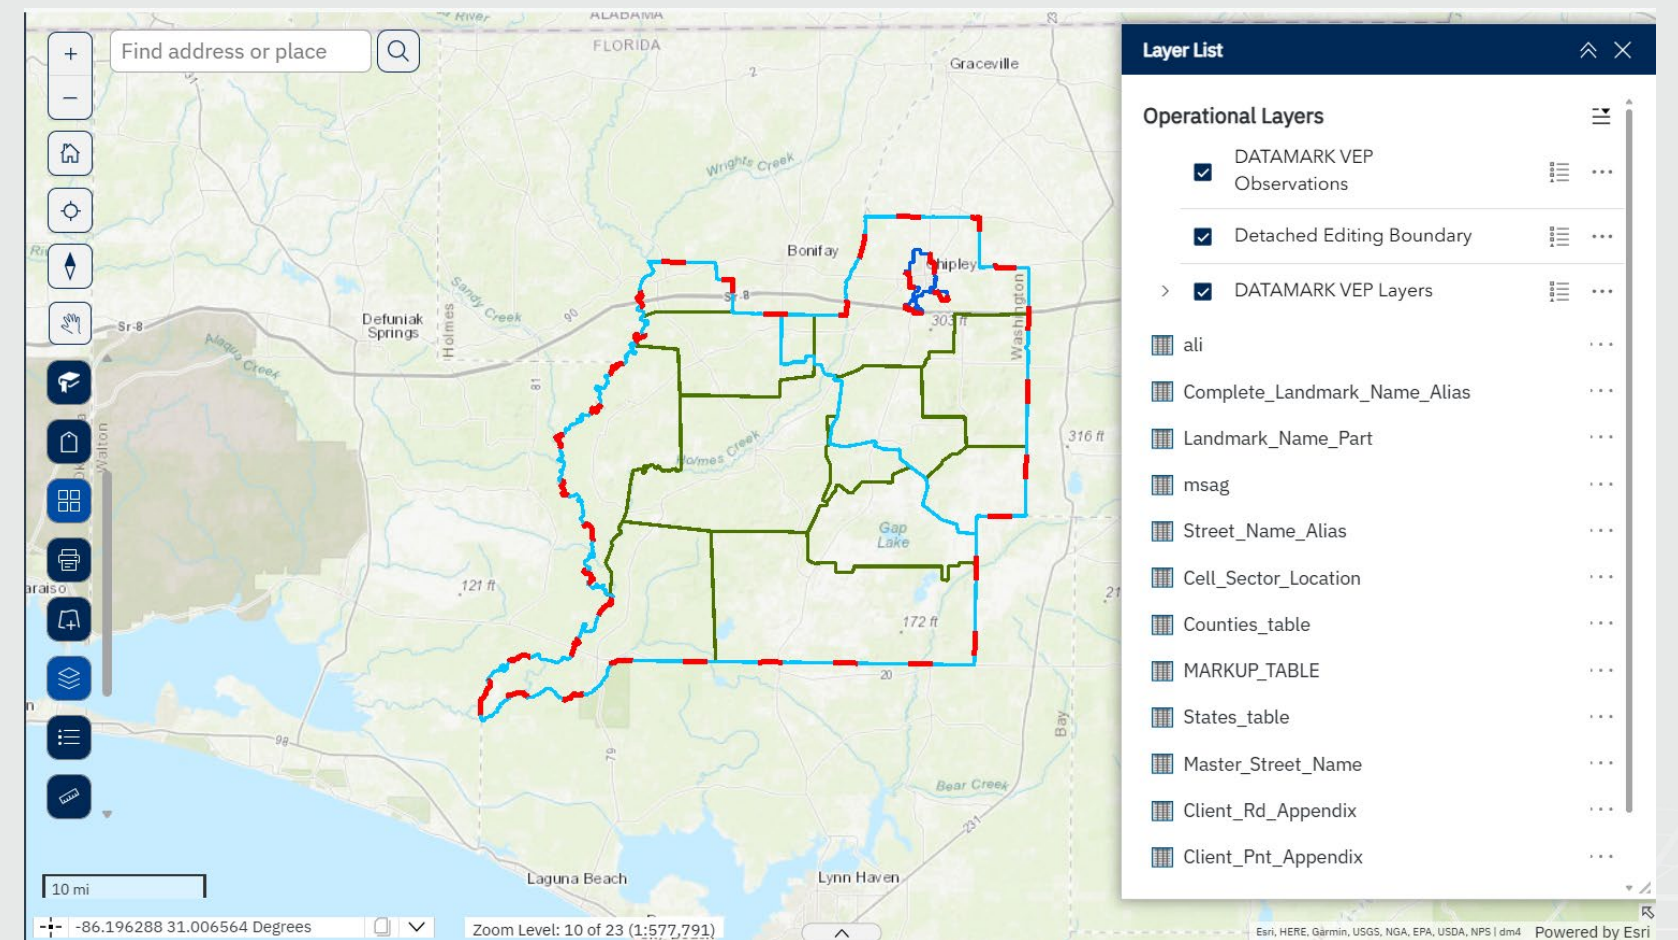 ALABAMA
River
FLORIDA
Find address or place
Graceville
2
Wrights Creek
Bonifay
Chipley
Sandy Creek
Sr-8
90
Defuniak
Springs
Holmes
Sr-8
303 ft
Washington
Alaqua Creek
81
Walton
Holmes Creek
316 ft
Gap
Lake
121 ft
172 ft
araiso
20
79
Bay
98
Bear Creek
231
Laguna Beach
Lynn Haven
10 mi
-86.196288 31.006564 Degrees
Zoom Level: 10 of 23 (1:577,791)
Layer List
Operational Layers
DATAMARK VEP
Observations
Detached Editing Boundary
DATAMARK VEP Layers
ali
Complete_Landmark_Name_Alias
Landmark_Name_Part
msag
Street_Name_Alias
Cell_Sector_Location
Counties_table
MARKUP_TABLE
States_table
Master_Street_Name
Client_Rd_Appendix
Client_Pnt_Appendix
Esri, HERE, Garmin, USGS, NGA, EPA, USDA, NPS | dm4 Powered by Esri